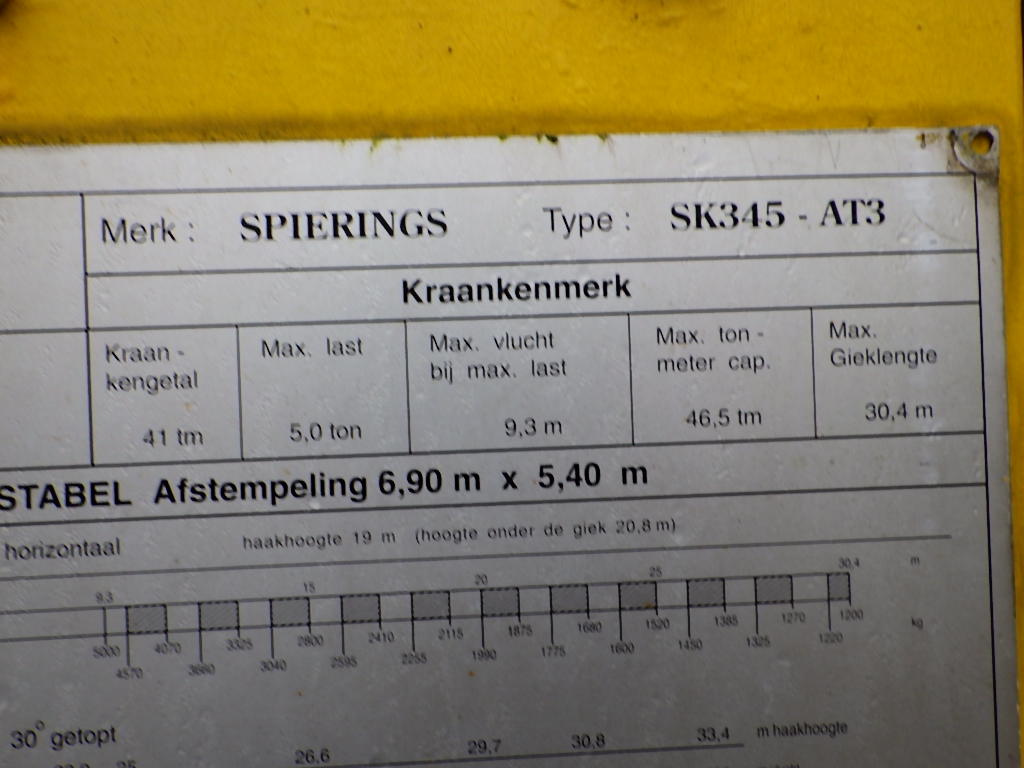 Merk : SPIERINGS Type : SK345 - AT3
Kraankenmerk
Kraan -
kengetal
41 tm
Max. last
5,0 ton
Max. vlucht
bij max. last
9,3 m
Max. ton -
meter cap.
46,5 tm
Max.
Gieklengte
30,4 m
STABEL Afstempeling 6,90 m x 5,40 m
horizontaal haakhoogte 19 m (hoogte onder de giek 20,8 m)
9.3 15 20 25 30,4 m
5000 4070 3325 2800 2410 2115 1875 1680 1520 1385 1270 1200 kg
4570 3660 3040 2595 2255 1990 1775 1600 1450 1325 1220
30° getopt
26,6 29,7 30,8 33,4 m haakhoogte